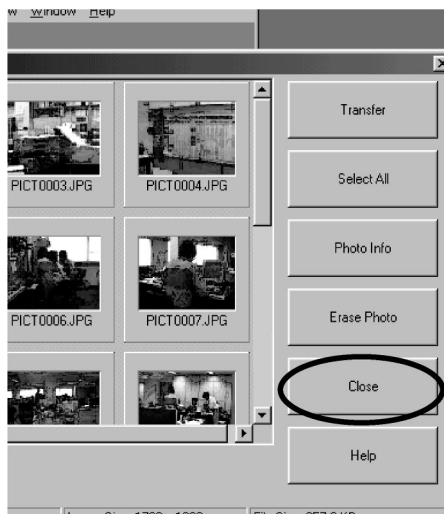 Window Help
Transfer
PICT0003.JPG PICT0004.JPG
Select All
Photo Info
PICT0006.JPG PICT0007.JPG
Erase Photo
Close
Help